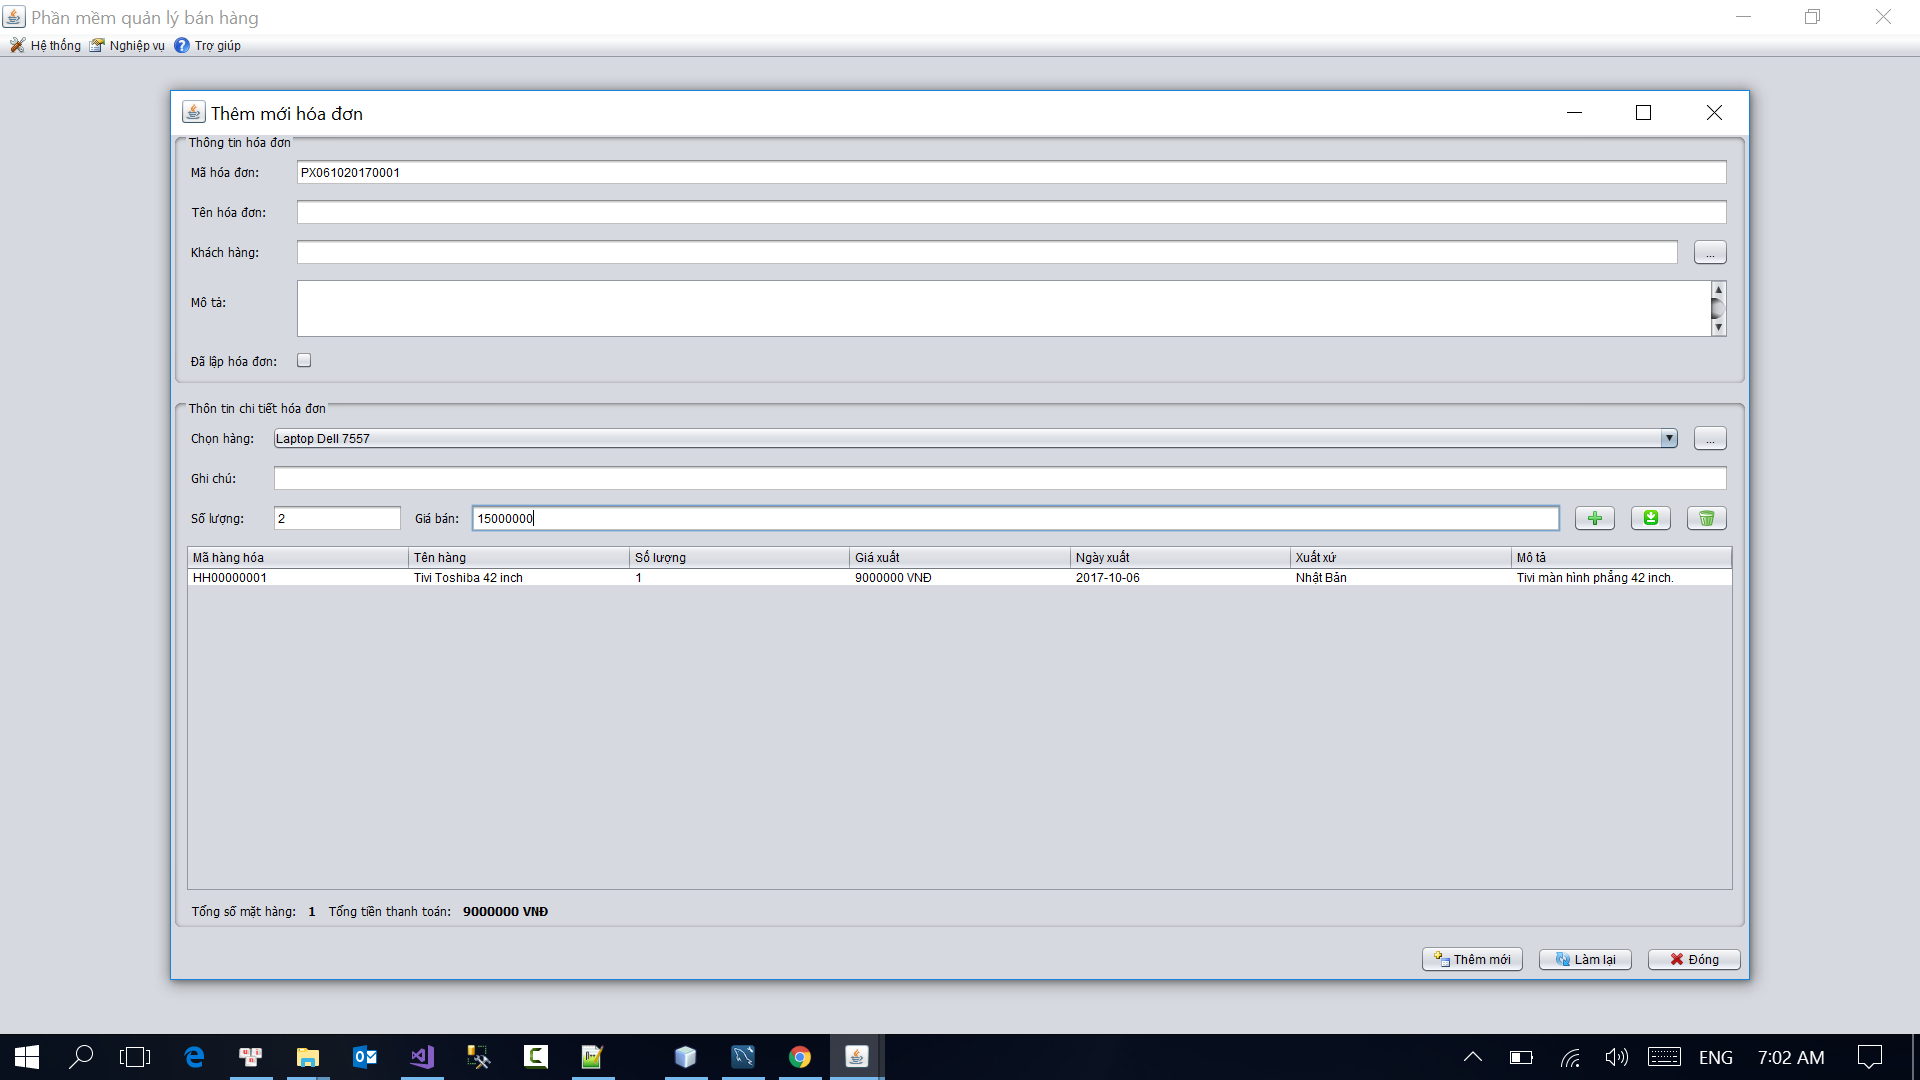 Phần mềm quản lý bán hàng
Hệ thống Nghiệp vụ Trợ giúp
Thêm mới hóa đơn
Thông tin hóa đơn
Mã hóa đơn: PX061020170001
Tên hóa đơn:
Khách hàng: ...
Mô tả:
Đã lập hóa đơn:
Thôn tin chi tiết hóa đơn
Chọn hàng: Laptop Dell 7557 ...
Ghi chú:
Số lượng: 2 Giá bán: 15000000
Mã hàng hóa Tên hàng Số lượng Giá xuất Ngày xuất Xuất xứ Mô tả
HH00000001 Tivi Toshiba 42 inch 1 9000000 VNĐ 2017-10-06 Nhật Bản Tivi màn hình phẳng 42 inch.
Tổng số mặt hàng: 1 Tổng tiền thanh toán: 9000000 VNĐ
Thêm mới Làm lại Đóng
ENG 7:02 AM